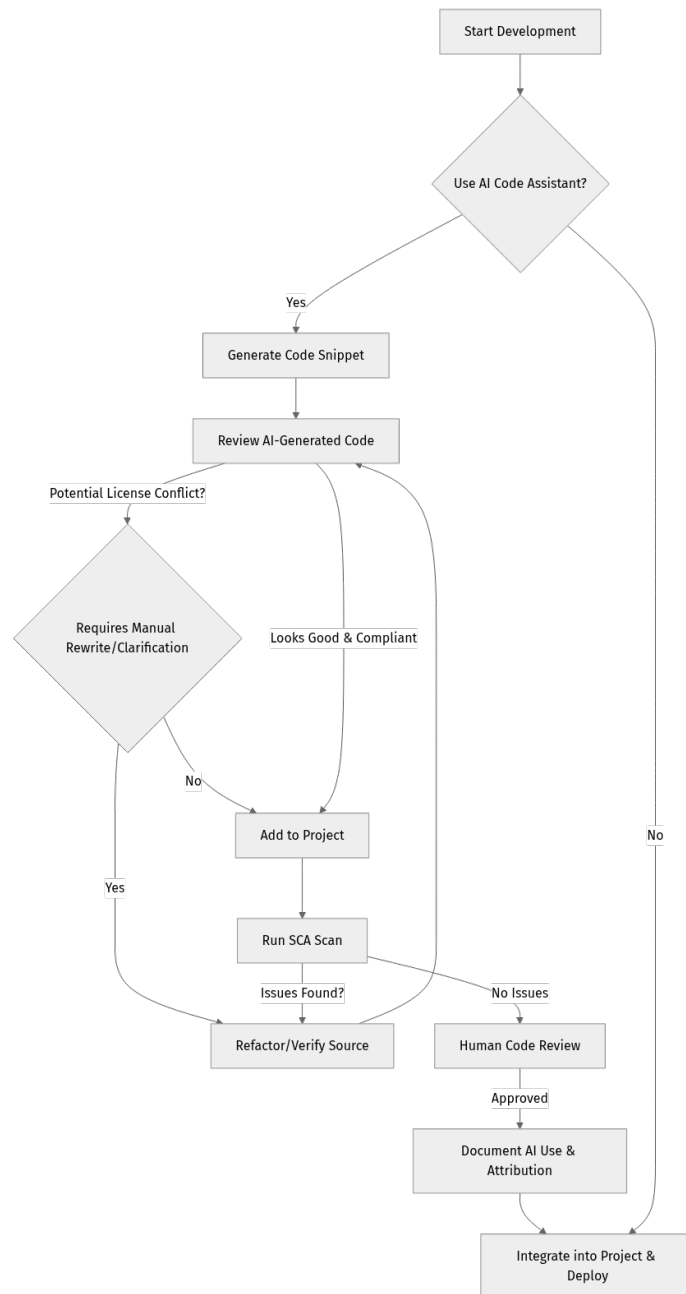 Start Development
Use AI Code Assistant?
Yes
Generate Code Snippet
Review AI-Generated Code
Potential License Conflict?
Requires Manual
Rewrite/Clarification
Looks Good & Compliant
No
Add to Project
No
Yes
Run SCA Scan
Issues Found?
No Issues
Refactor/Verify Source
Human Code Review
Approved
Document AI Use &
Attribution
Integrate into Project &
Deploy